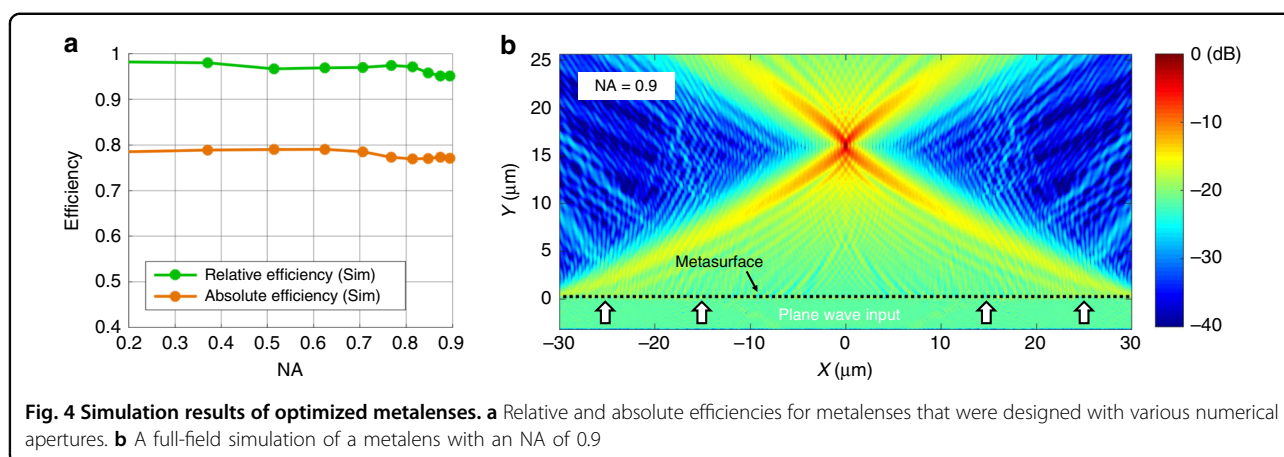 a
1
0.9
0.8
0.7
0.6
0.5
0.4
Efficiency
Relative efficiency (Sim)
Absolute efficiency (Sim)
0.2 0.3 0.4 0.5 0.6 0.7 0.8 0.9
NA
b
NA = 0.9
25
20
15
10
5
0
Y (μm)
Metasurface
Plane wave input
−30 −20 −10 0 10 20 30
X (μm)
0 (dB)
−10
−20
−30
−40
Fig. 4 Simulation results of optimized metalenses. a Relative and absolute efficiencies for metalenses that were designed with various numerical
apertures. b A full-field simulation of a metalens with an NA of 0.9